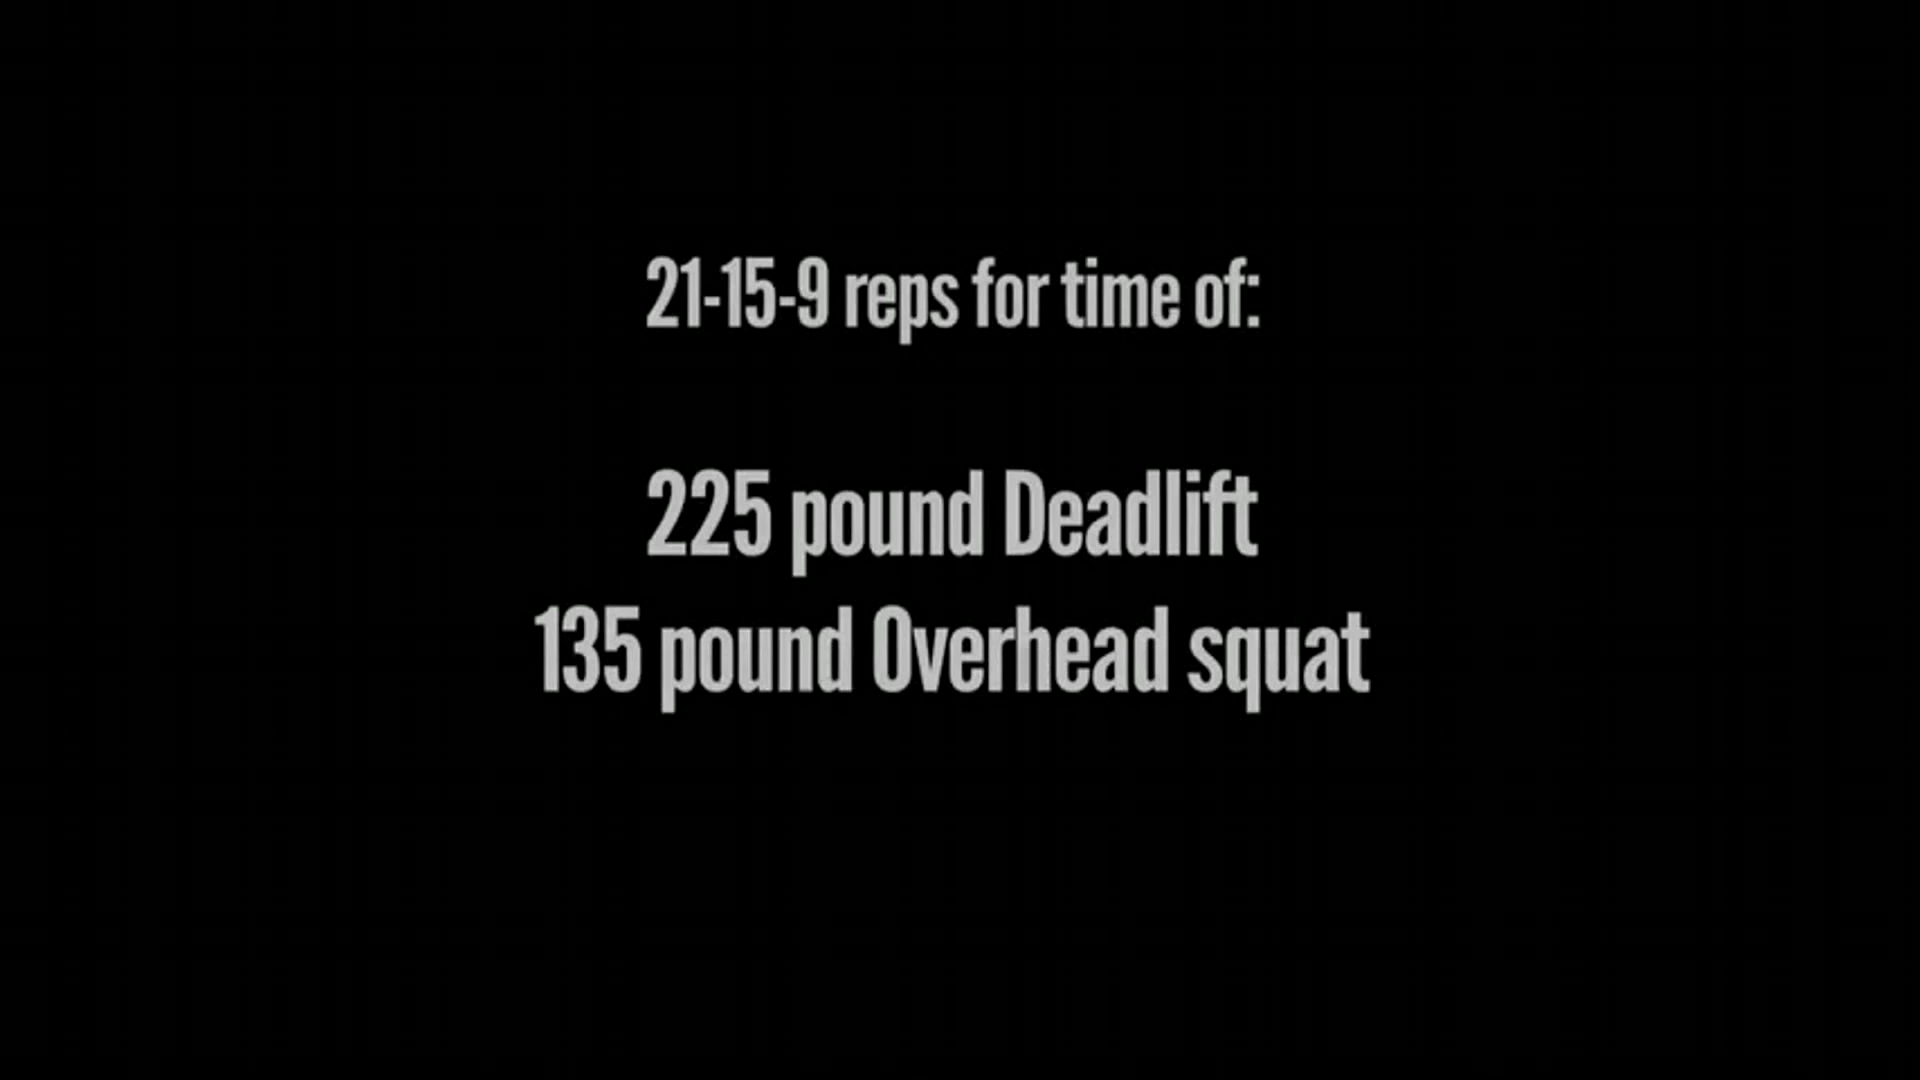 21-15-9 reps for time of:
225 pound Deadlift
135 pound Overhead squat